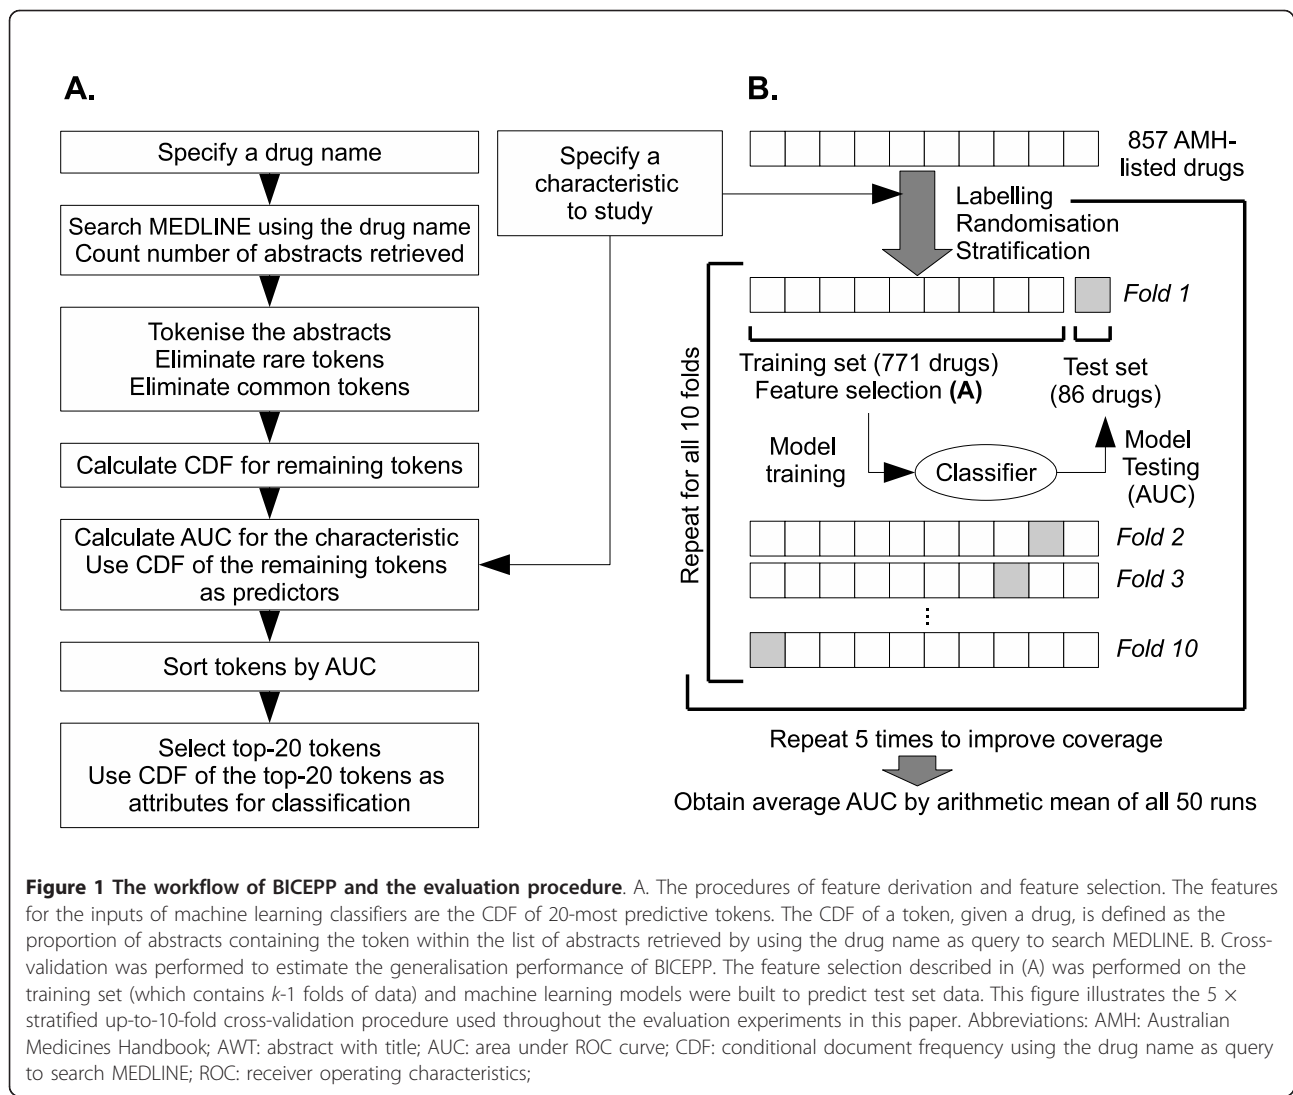 A.
Specify a drug name
Search MEDLINE using the drug name
Count number of abstracts retrieved
Tokenise the abstracts
Eliminate rare tokens
Eliminate common tokens
Calculate CDF for remaining tokens
Calculate AUC for the characteristic
Use CDF of the remaining tokens
as predictors
Sort tokens by AUC
Select top-20 tokens
Use CDF of the top-20 tokens as
attributes for classification
Specify a
characteristic
to study
B.
857 AMH-
listed drugs
Labelling
Randomisation
Stratification
Repeat for all 10 folds
Fold 1
Training set (771 drugs)
Feature selection (A)
Test set
(86 drugs)
Model
training
Classifier
Model
Testing
(AUC)
Fold 2
Fold 3
⋮
Fold 10
Repeat 5 times to improve coverage
Obtain average AUC by arithmetic mean of all 50 runs
Figure 1 The workflow of BICEPP and the evaluation procedure. A. The procedures of feature derivation and feature selection. The features
for the inputs of machine learning classifiers are the CDF of 20-most predictive tokens. The CDF of a token, given a drug, is defined as the
proportion of abstracts containing the token within the list of abstracts retrieved by using the drug name as query to search MEDLINE. B. Cross-
validation was performed to estimate the generalisation performance of BICEPP. The feature selection described in (A) was performed on the
training set (which contains k-1 folds of data) and machine learning models were built to predict test set data. This figure illustrates the 5 ×
stratified up-to-10-fold cross-validation procedure used throughout the evaluation experiments in this paper. Abbreviations: AMH: Australian
Medicines Handbook; AWT: abstract with title; AUC: area under ROC curve; CDF: conditional document frequency using the drug name as query
to search MEDLINE; ROC: receiver operating characteristics;